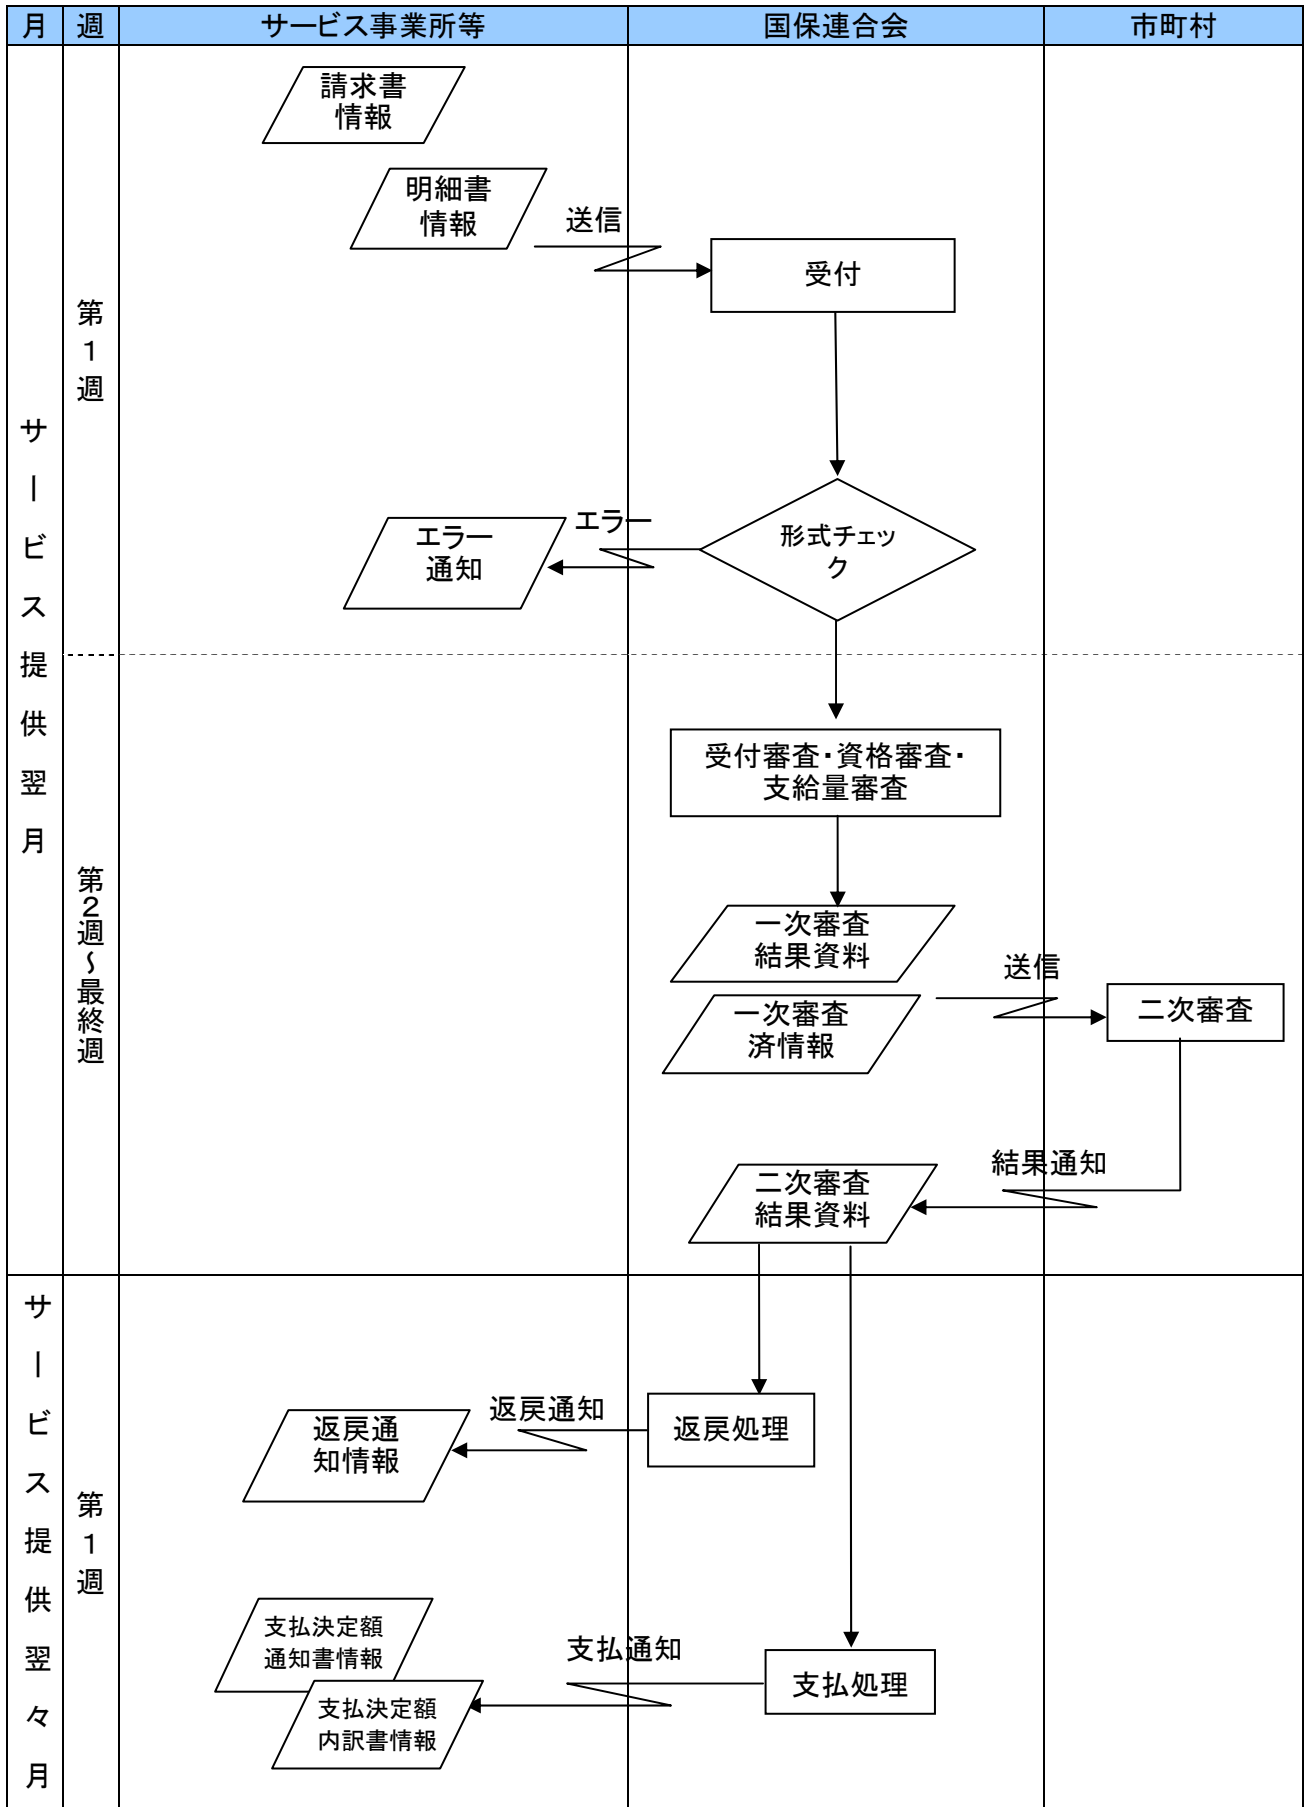 月
週
サービス事業所等
国保連合会
市町村
サービス提供翌月
第1週
請求書
情報
明細書
情報
送信
受付
エラー
通知
エラー
形式チェッ
ク
第2週～最終週
受付審査・資格審査・
支給量審査
一次審査
結果資料
一次審査
済情報
送信
二次審査
結果通知
二次審査
結果資料
サービス提供翌々月
第1週
返戻通
知情報
返戻通知
返戻処理
支払決定額
通知書情報
支払決定額
内訳書情報
支払通知
支払処理